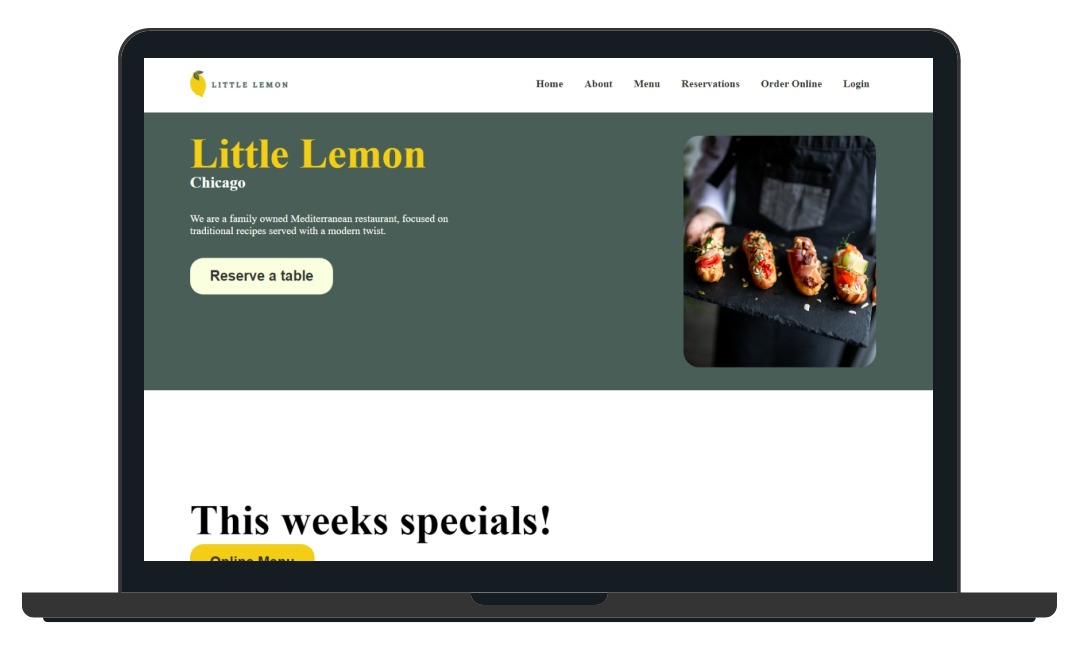 LITTLE LEMON
Home About Menu Reservations Order Online Login
Little Lemon
Chicago
We are a family owned Mediterranean restaurant, focused on
traditional recipes served with a modern twist.
Reserve a table
This weeks specials!
Online Menu